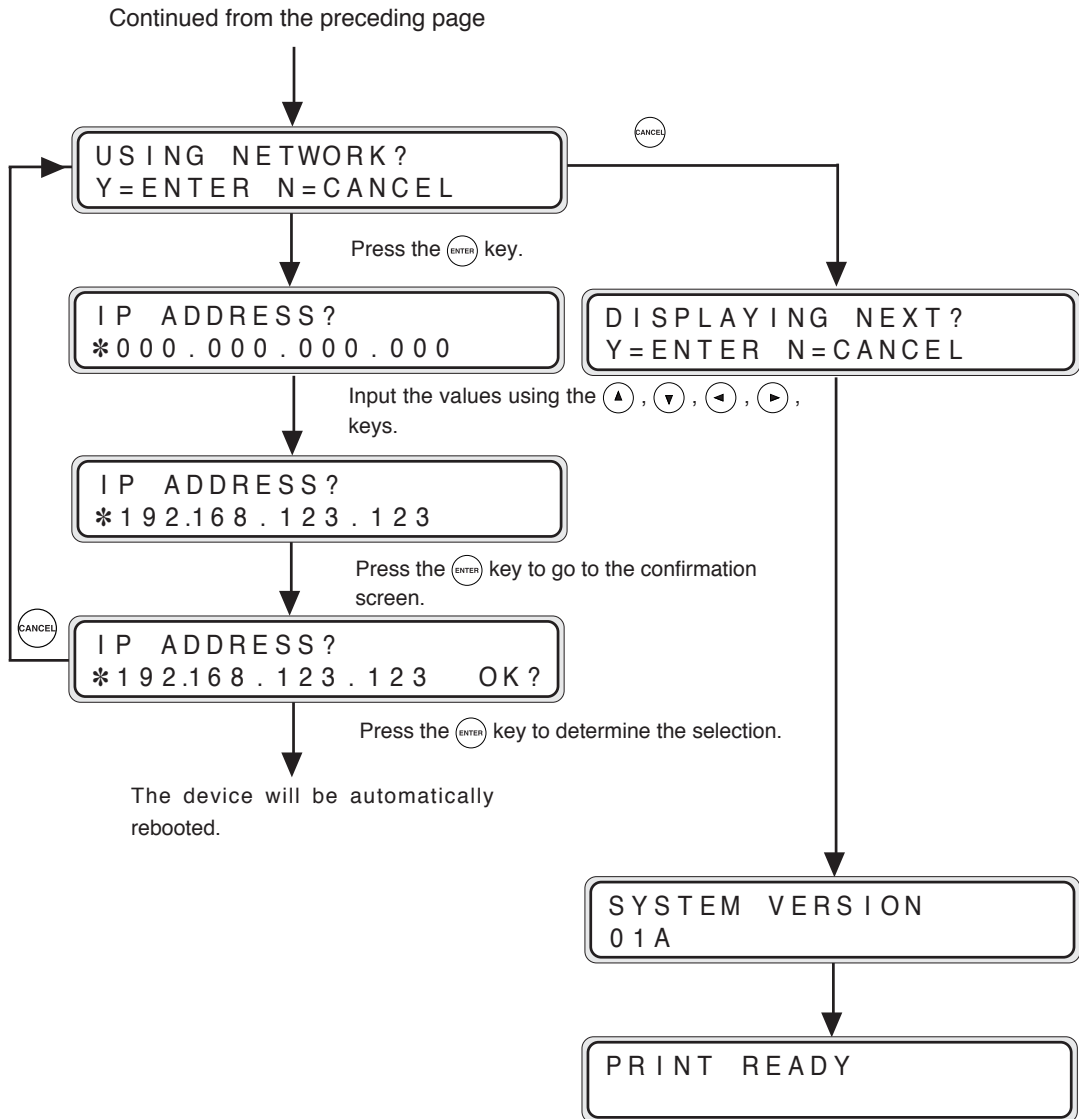 Continued from the preceding page
CANCEL
USING NETWORK?
Y=ENTER N=CANCEL
Press the ENTER key.
IP ADDRESS?
*000.000.000.000
DISPLAYING NEXT?
Y=ENTER N=CANCEL
Input the values using the ▲ , ▼ , ◄ , ► ,
keys.
IP ADDRESS?
*192.168.123.123
Press the ENTER key to go to the confirmation
screen.
CANCEL
IP ADDRESS?
*192.168.123.123 OK?
Press the ENTER key to determine the selection.
The device will be automatically
rebooted.
SYSTEM VERSION
01A
PRINT READY